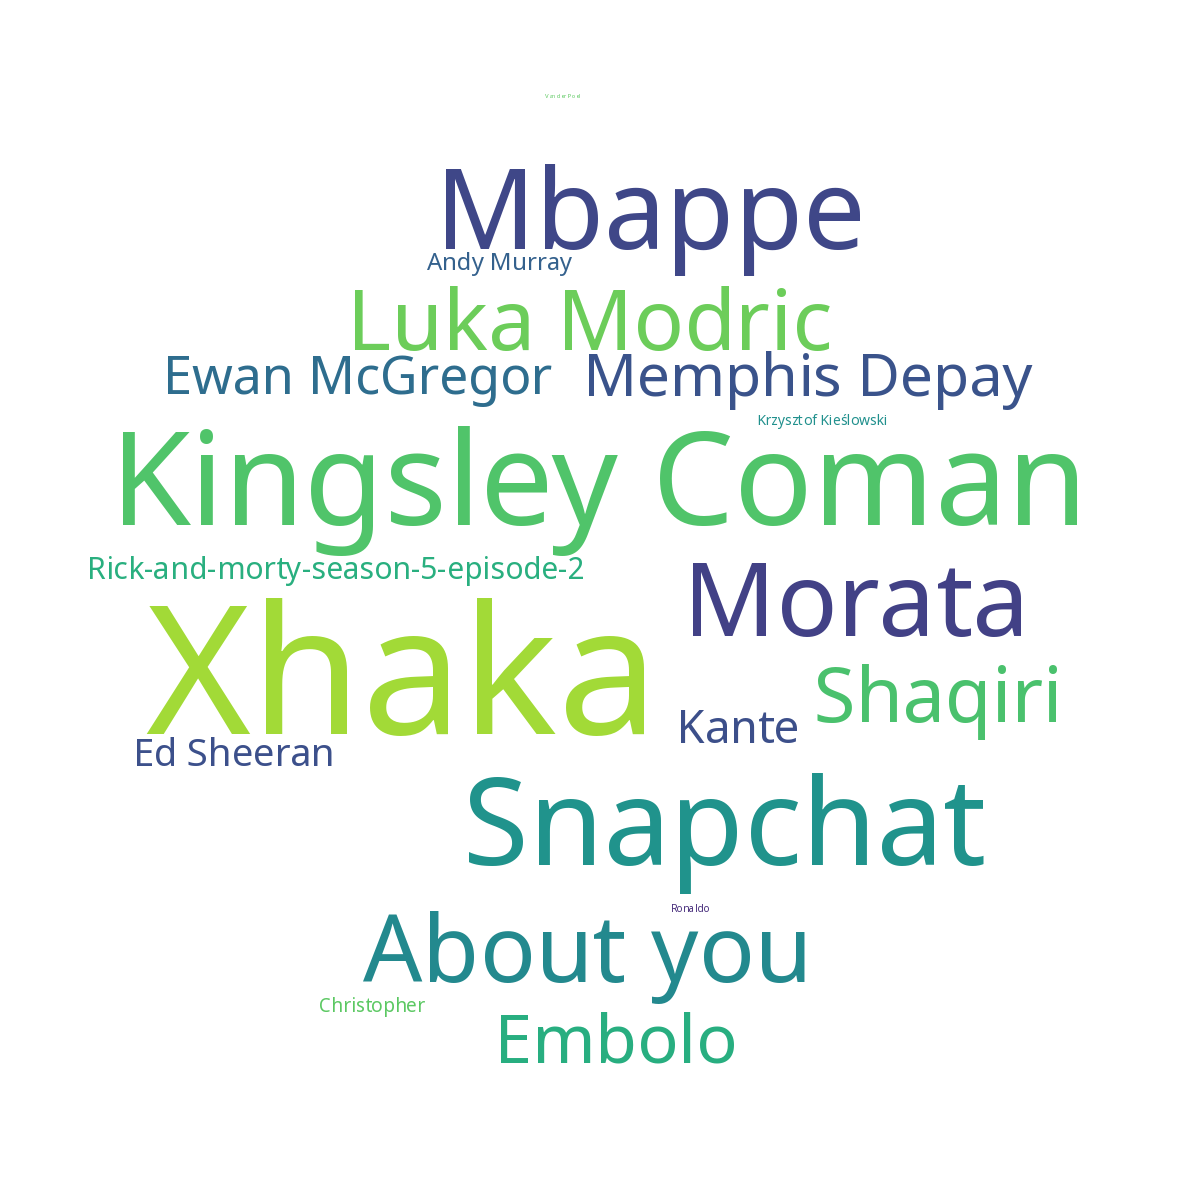 Van der Poel
Mbappe
Andy Murray
Luka Modric
Ewan McGregor
Memphis Depay
Krzysztof Kieślowski
Kingsley Coman
Rick-and-morty-season-5-episode-2
Morata
Xhaka
Shaqiri
Kante
Ed Sheeran
Snapchat
Ronaldo
About you
Christopher
Embolo